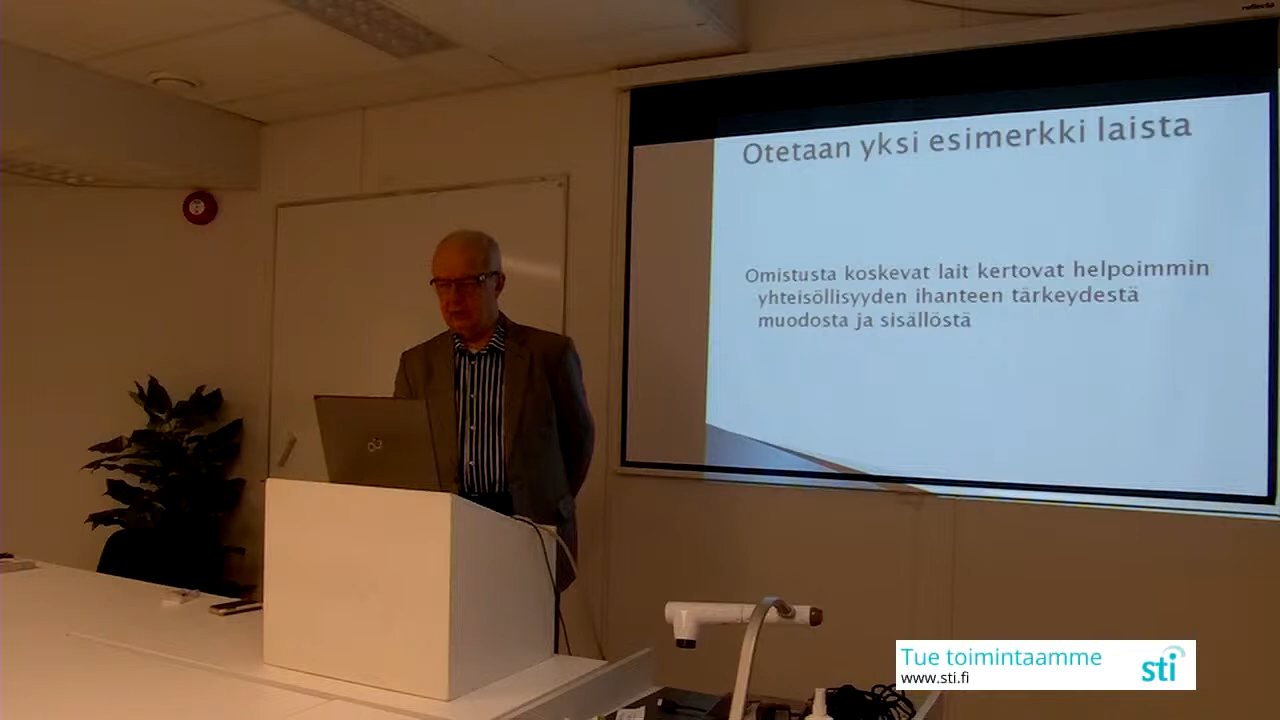 reflecta
Otetaan yksi esimerkki laista
Omistusta koskevat lait kertovat helpoimmin
yhteisöllisyyden ihanteen tärkeydestä
muodosta ja sisällöstä
Tue toimintaamme
www.sti.fi
sti